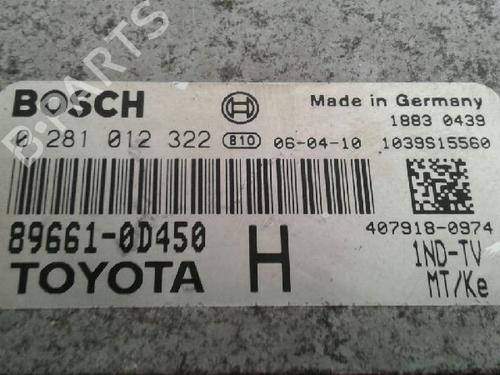 B-PARTS
BOSCH
Made in Germany
1883 0439
0 281 012 322 B10 06-04-10 1039S15560
407918-0974
89661-0D450
1ND-TV
TOYOTA H
MT/Ke